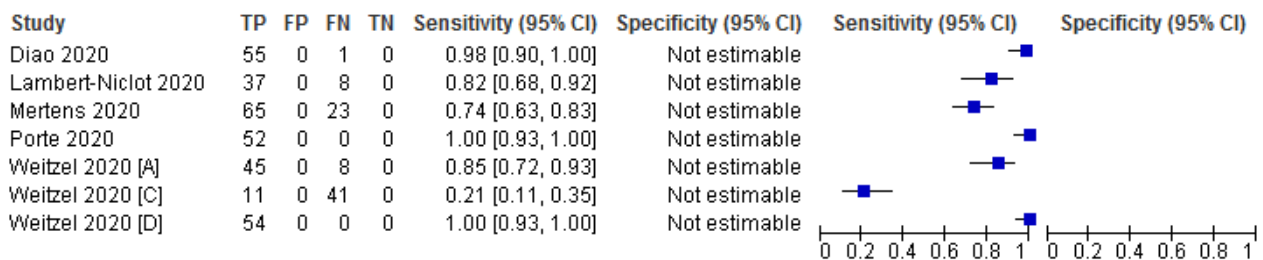 Study TP FP FN TN Sensitivity (95% CI) Specificity (95% CI) Sensitivity (95% CI) Specificity (95% CI)
Diao 2020 55 0 1 0 0.98 [0.90, 1.00] Not estimable
Lambert-Niclot 2020 37 0 8 0 0.82 [0.68, 0.92] Not estimable
Mertens 2020 65 0 23 0 0.74 [0.63, 0.83] Not estimable
Porte 2020 52 0 0 0 1.00 [0.93, 1.00] Not estimable
Weitzel 2020 [A] 45 0 8 0 0.85 [0.72, 0.93] Not estimable
Weitzel 2020 [C] 11 0 41 0 0.21 [0.11, 0.35] Not estimable
Weitzel 2020 [D] 54 0 0 0 1.00 [0.93, 1.00] Not estimable
0 0.2 0.4 0.6 0.8 1 0 0.2 0.4 0.6 0.8 1